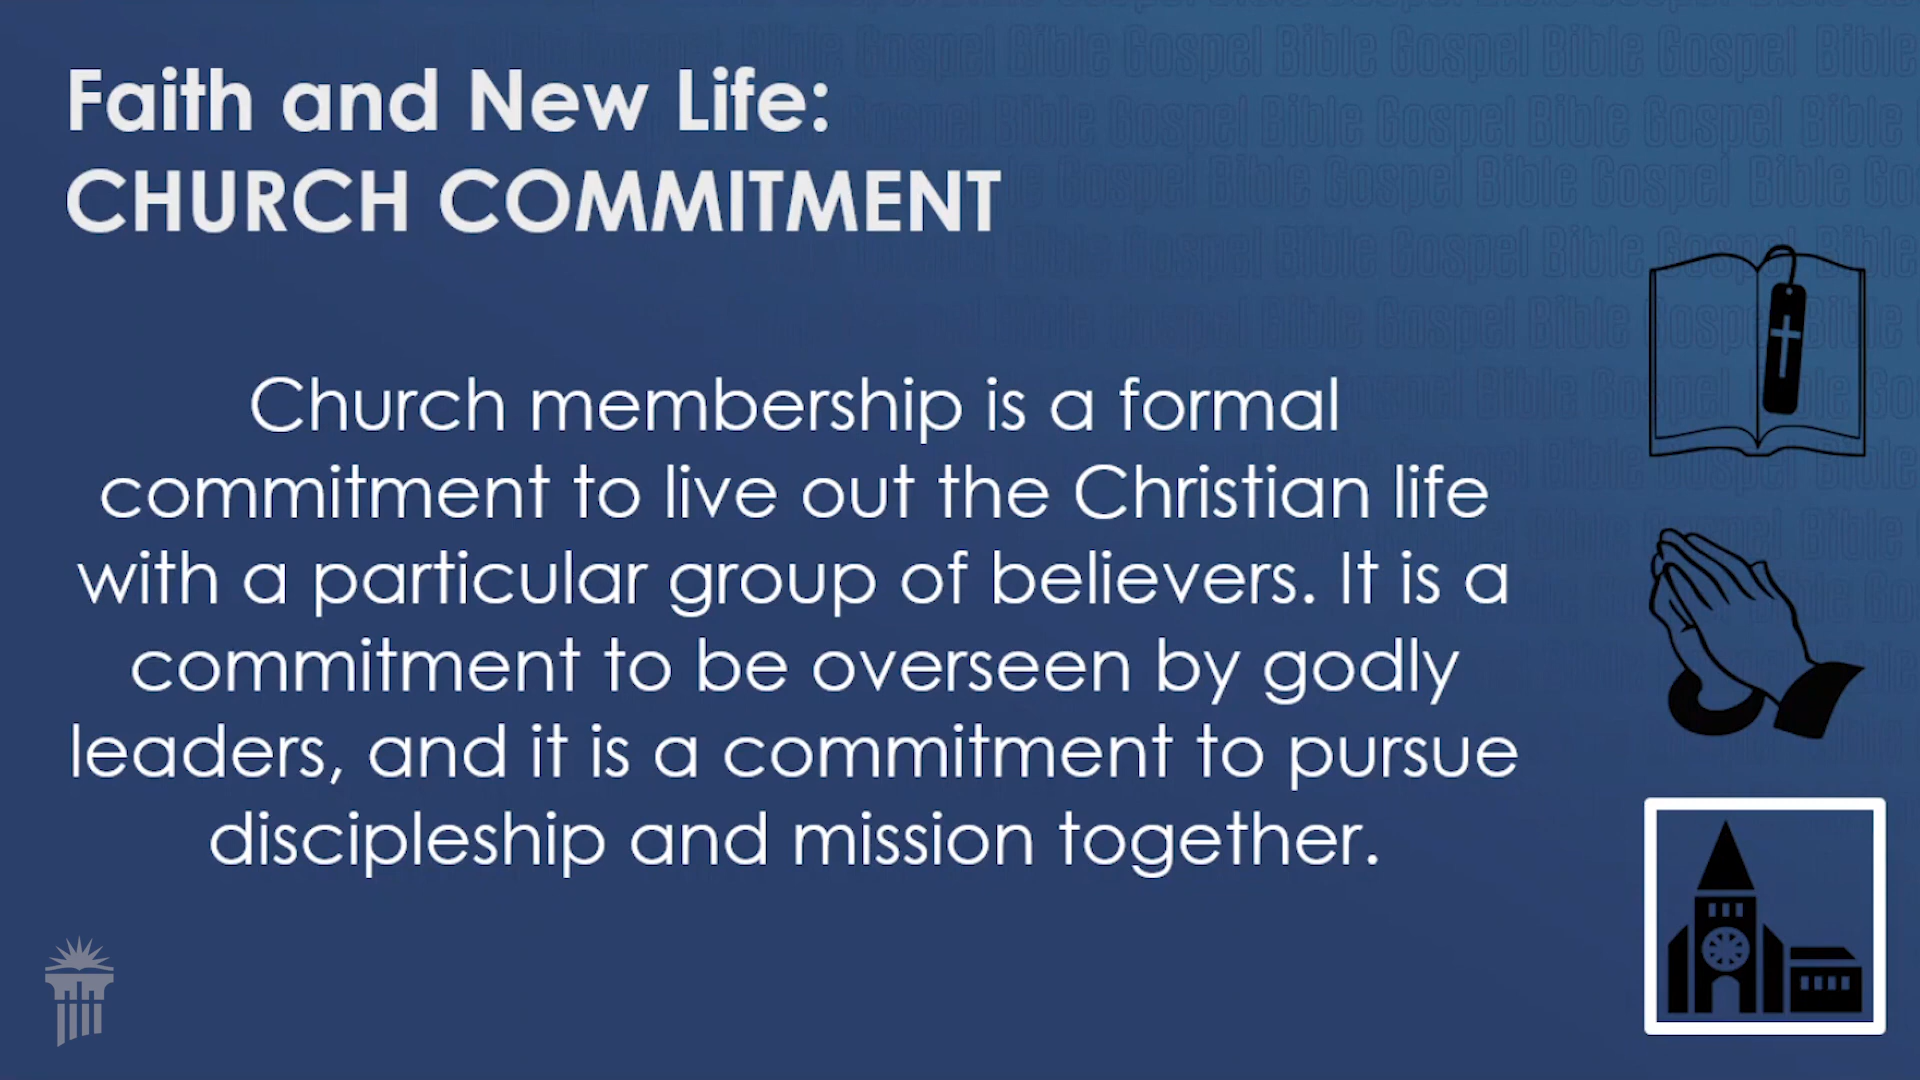 Faith and New Life:
CHURCH COMMITMENT
Church membership is a formal
commitment to live out the Christian life
with a particular group of believers. It is a
commitment to be overseen by godly
leaders, and it is a commitment to pursue
discipleship and mission together.